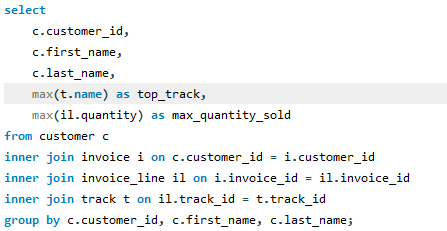 select
    c.customer_id,
    c.first_name,
    c.last_name,
    max(t.name) as top_track,
    max(il.quantity) as max_quantity_sold
from customer c
inner join invoice i on c.customer_id = i.customer_id
inner join invoice_line il on i.invoice_id = il.invoice_id
inner join track t on il.track_id = t.track_id
group by c.customer_id, c.first_name, c.last_name;